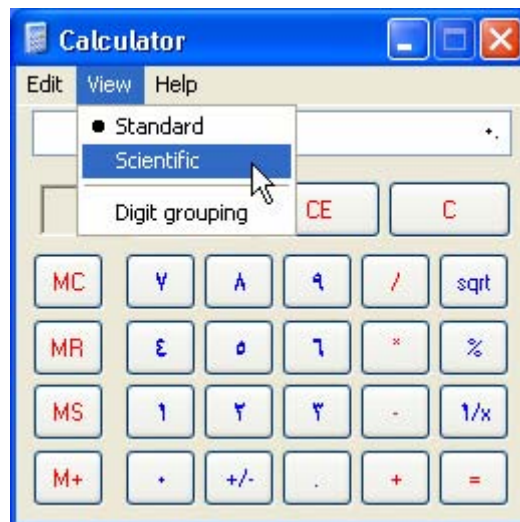 Calculator
Edit View Help
Standard
٠.
Scientific
Digit grouping
CE C
MC ٧ ٨ ٩ / sqrt
MR ٤ ٥ ٦ * %
MS ١ ٢ ٣ - ١/x
M+ ٠ +/- . + =